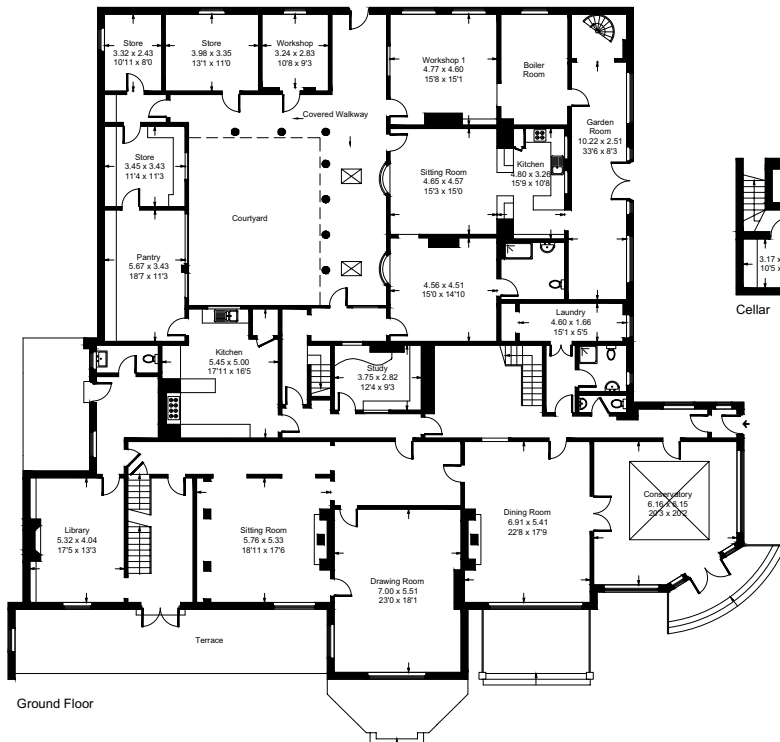 Store
3.32 x 2.43
10'11 x 8'0
Store
3.98 x 3.35
13'1 x 11'0
Workshop
3.24 x 2.83
10'8 x 9'3
Workshop 1
4.77 x 4.60
15'8 x 15'1
Boiler
Room
Covered Walkway
Garden
Room
10.22 x 2.51
33'6 x 8'3
Store
3.45 x 3.43
11'4 x 11'3
Sitting Room
4.65 x 4.57
15'3 x 15'0
Kitchen
4.80 x 3.26
15'9 x 10'8
Courtyard
Pantry
5.67 x 3.43
18'7 x 11'3
3.17 x
10'5 x
Cellar
4.56 x 4.51
15'0 x 14'10
Laundry
4.60 x 1.66
15'1 x 5'5
Kitchen
5.45 x 5.00
17'11 x 16'5
Study
3.75 x 2.82
12'4 x 9'3
Library
5.32 x 4.04
17'5 x 13'3
Sitting Room
5.76 x 5.33
18'11 x 17'6
Dining Room
6.91 x 5.41
22'8 x 17'9
Conservatory
6.16 x 6.15
20'3 x 20'2
Drawing Room
7.00 x 5.51
23'0 x 18'1
Terrace
Ground Floor